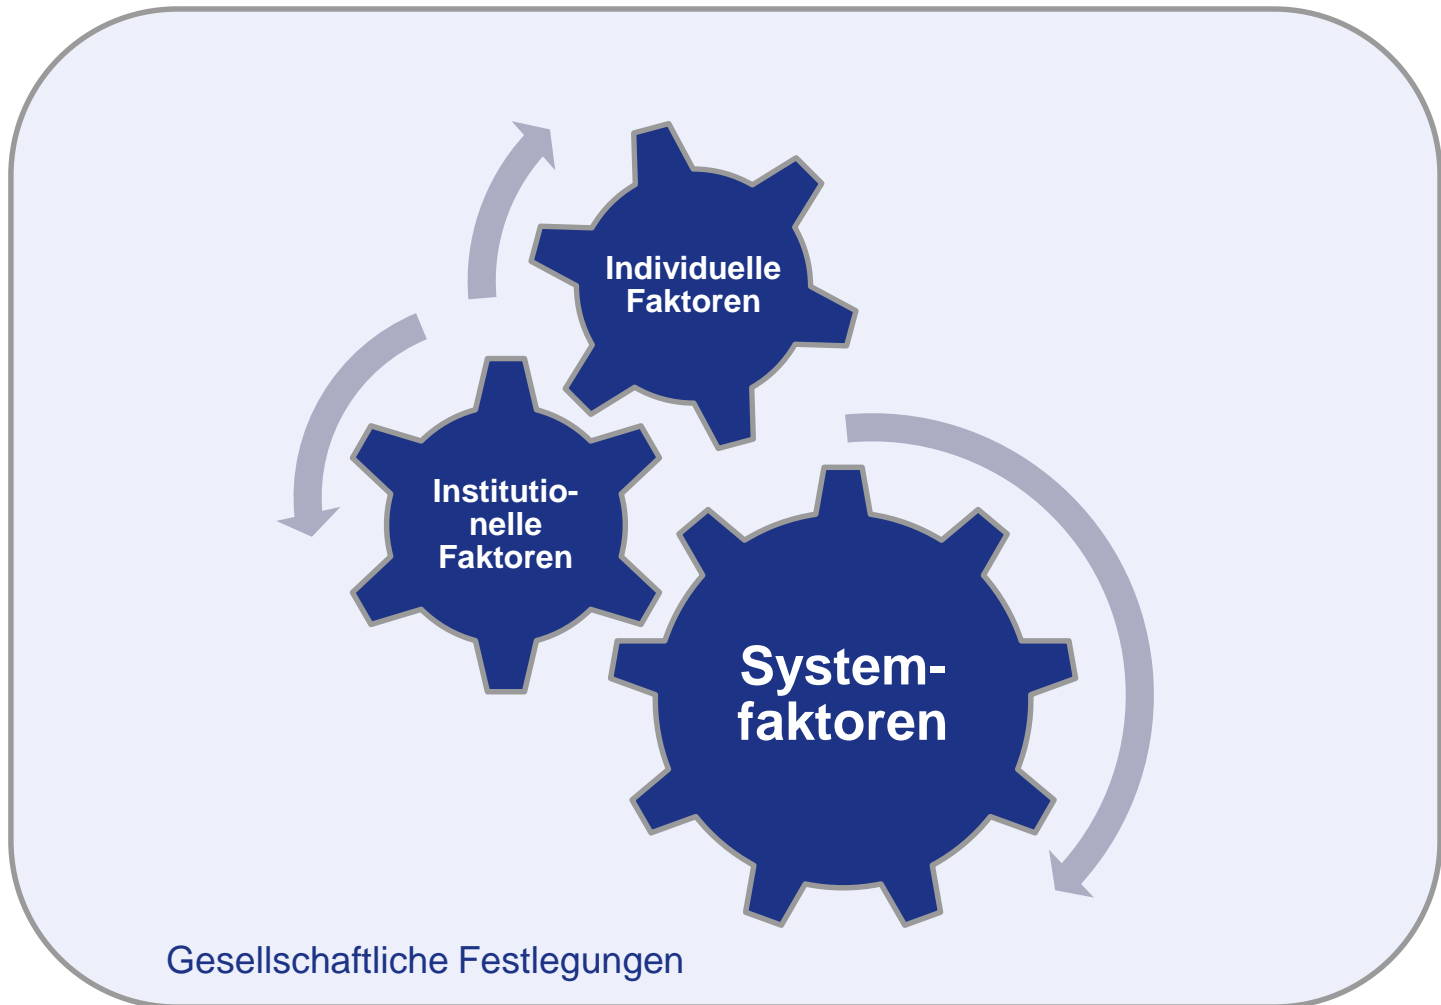 Individuelle
Faktoren
Institutio-
nelle
Faktoren
System-
faktoren
Gesellschaftliche Festlegungen